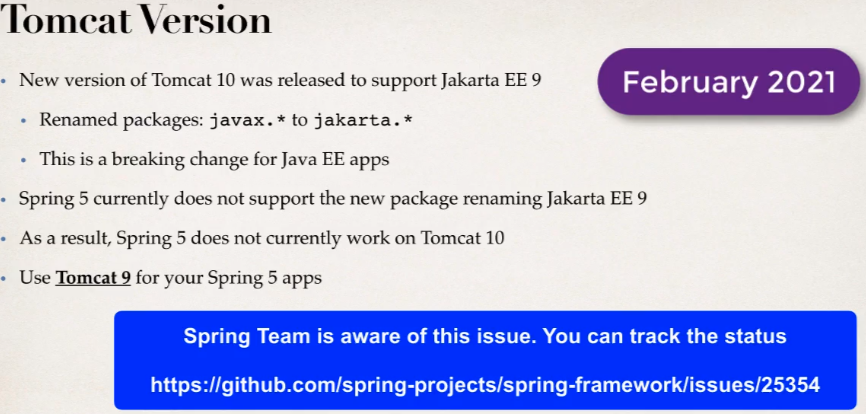 Tomcat Version
February 2021
• New version of Tomcat 10 was released to support Jakarta EE 9
• Renamed packages: javax.* to jakarta.*
• This is a breaking change for Java EE apps
• Spring 5 currently does not support the new package renaming Jakarta EE 9
• As a result, Spring 5 does not currently work on Tomcat 10
• Use Tomcat 9 for your Spring 5 apps
Spring Team is aware of this issue. You can track the status
https://github.com/spring-projects/spring-framework/issues/25354